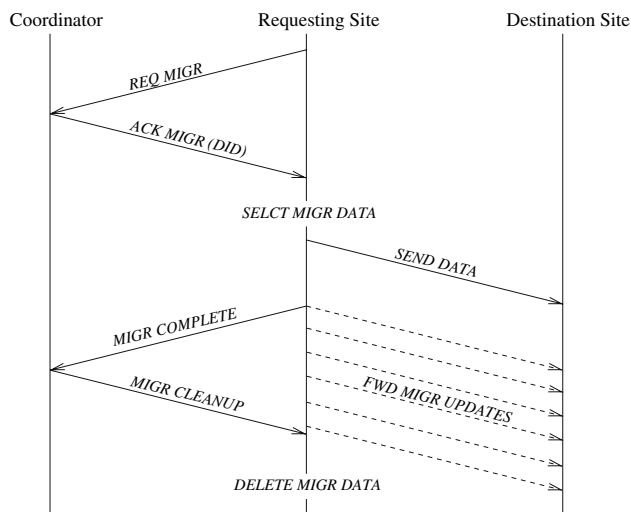 Coordinator Requesting Site Destination Site
REQ MIGR
ACK MIGR (DID)
SELCT MIGR DATA
SEND DATA
MIGR COMPLETE
MIGR CLEANUP
FWD MIGR UPDATES
DELETE MIGR DATA